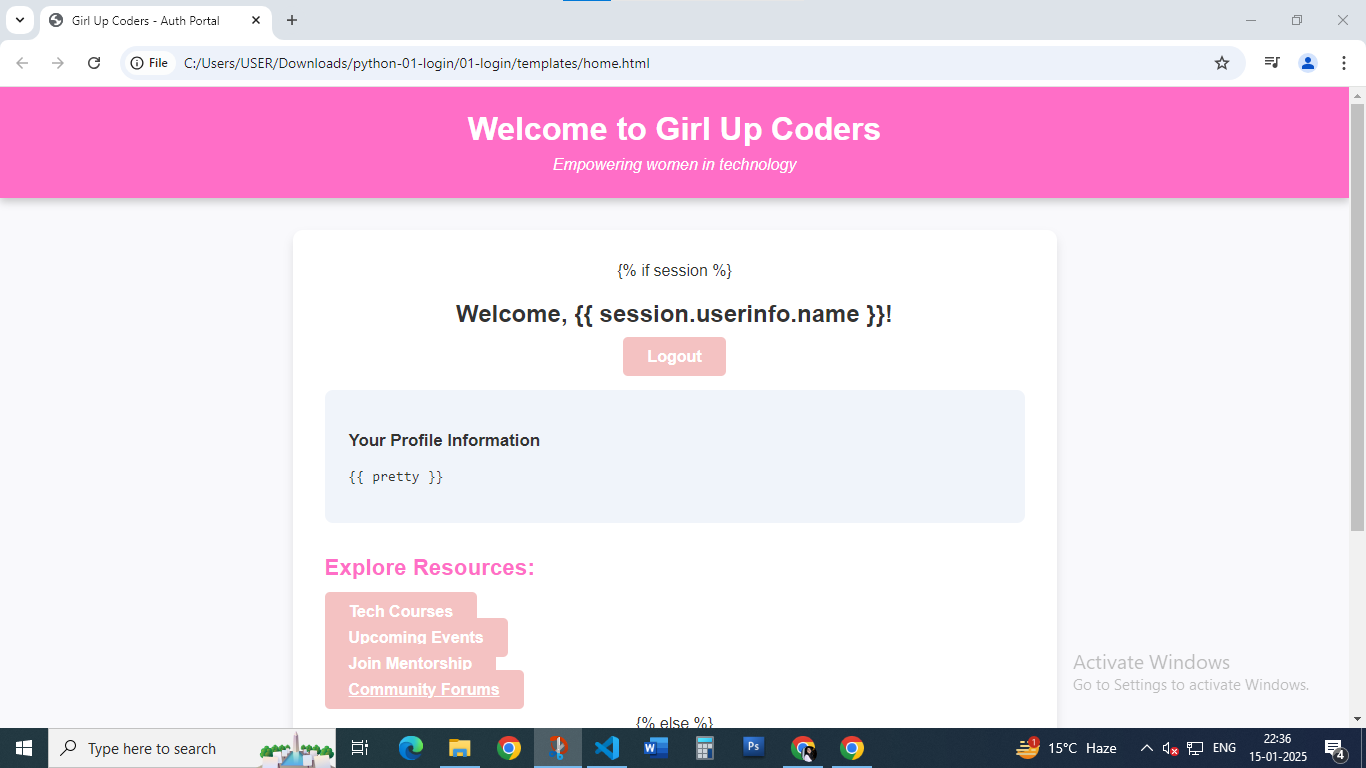 Girl Up Coders - Auth Portal
File
C:/Users/USER/Downloads/python-01-login/01-login/templates/home.html
Welcome to Girl Up Coders
Empowering women in technology
{% if session %}
Welcome, {{ session.userinfo.name }}!
Logout
Your Profile Information
{{ pretty }}
Explore Resources:
Tech Courses
Upcoming Events
Join Mentorship
Community Forums
{% else %}
Activate Windows
Go to Settings to activate Windows.
Type here to search
W
Ps
1
15°C Haze
ENG
22:36
15-01-2025
4